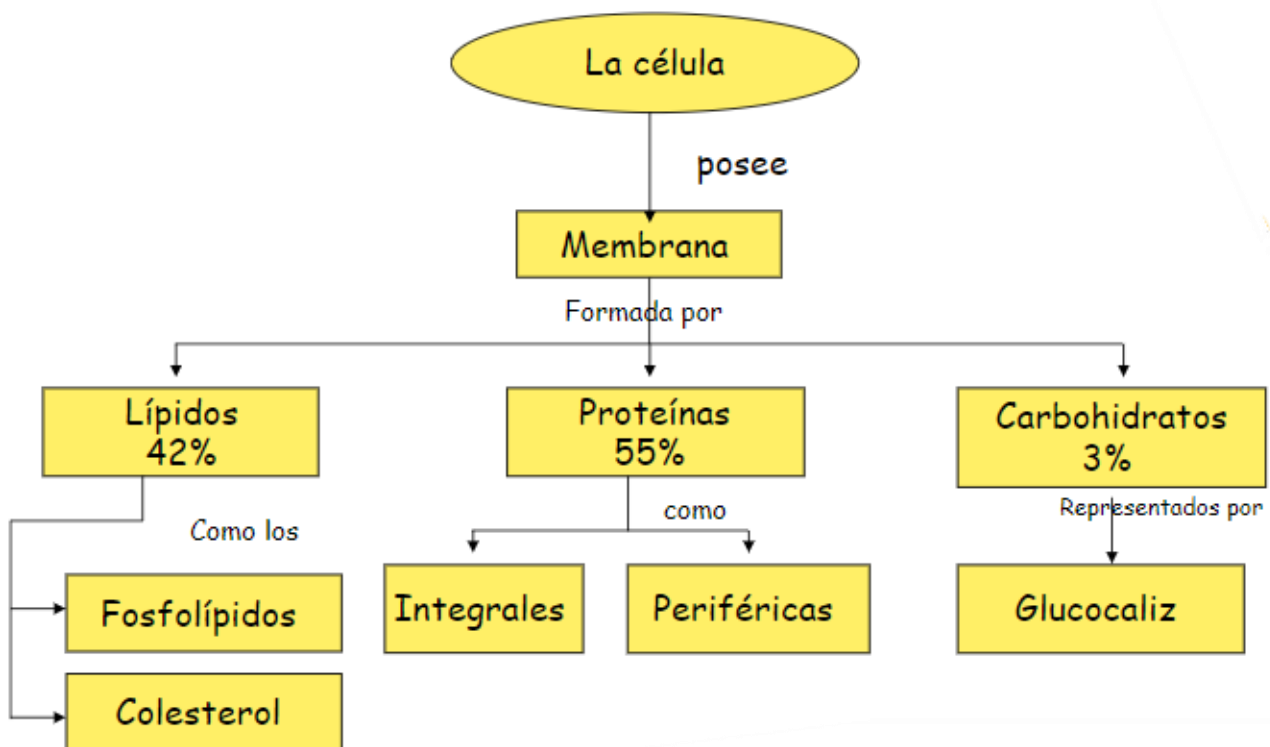 La célula
posee
Membrana
Formada por
Lípidos
42%
Proteínas
55%
Carbohidratos
3%
Como los
como
Representados por
Fosfolípidos
Integrales
Periféricas
Glucocaliz
Colesterol